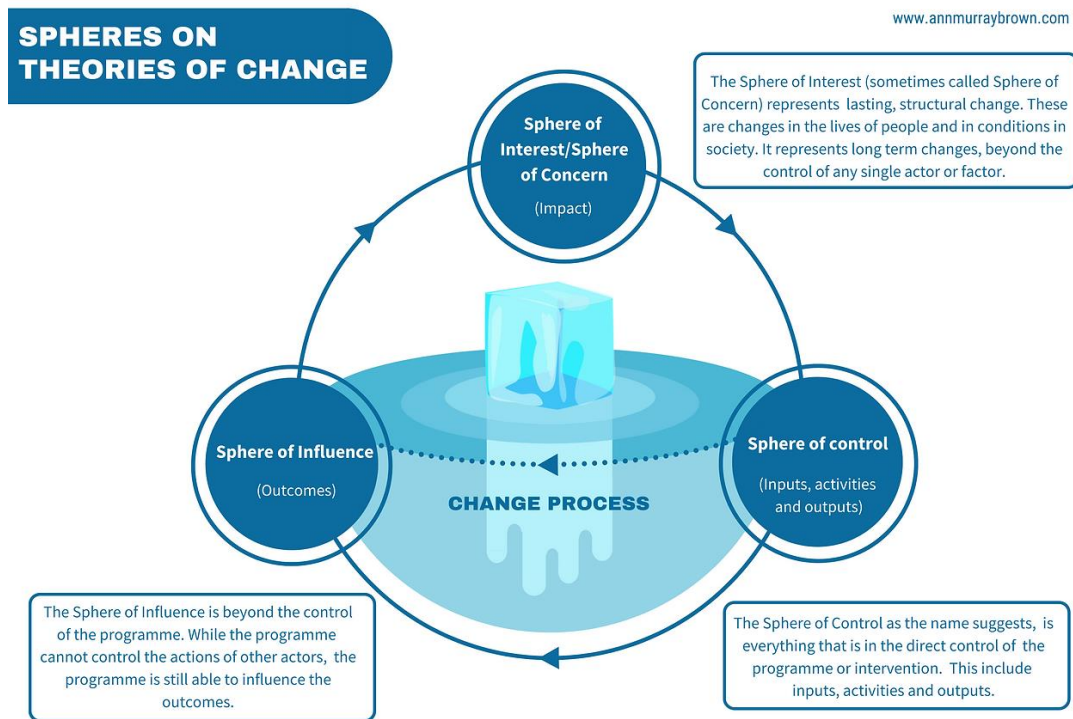 www.annmurraybrown.com
SPHERES ON
THEORIES OF CHANGE
The Sphere of Interest (sometimes called Sphere of
Concern) represents lasting, structural change. These
are changes in the lives of people and in conditions in
society. It represents long term changes, beyond the
control of any single actor or factor.
Sphere of
Interest/Sphere
of Concern
(Impact)
Sphere of Influence
(Outcomes)
Sphere of control
(Inputs, activities
and outputs)
CHANGE PROCESS
The Sphere of Influence is beyond the control
of the programme. While the programme
cannot control the actions of other actors, the
programme is still able to influence the
outcomes.
The Sphere of Control as the name suggests, is
everything that is in the direct control of the
programme or intervention. This include
inputs, activities and outputs.